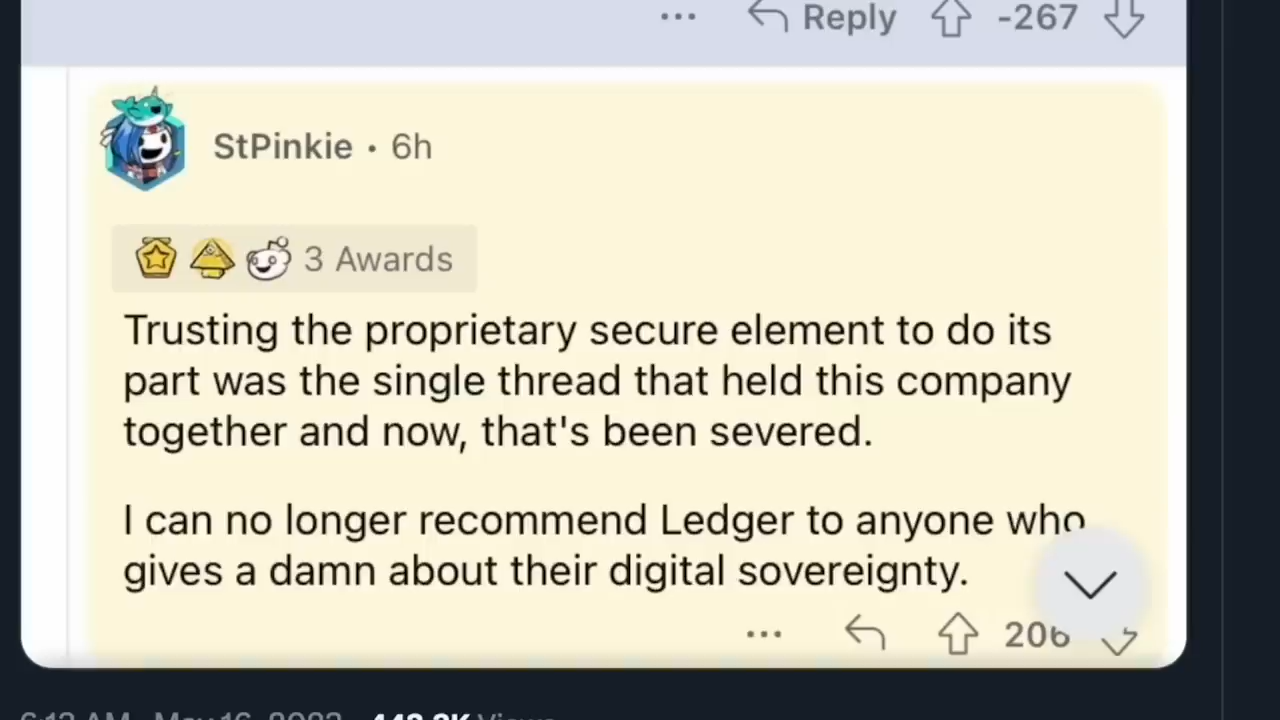 Reply -267
StPinkie • 6h
3 Awards
Trusting the proprietary secure element to do its
part was the single thread that held this company
together and now, that's been severed.
I can no longer recommend Ledger to anyone who
gives a damn about their digital sovereignty.
206